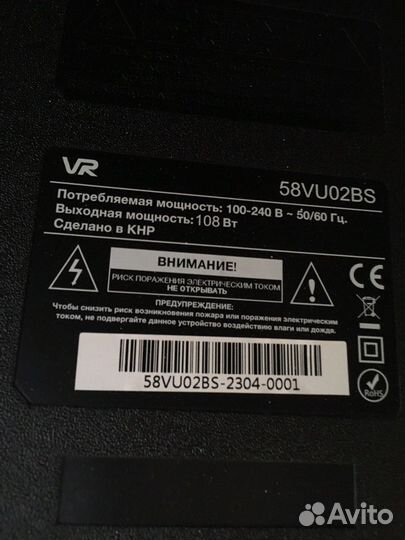 VR
58VU02BS
Потребляемая мощность: 100-240 В ~ 50/60 Гц.
Выходная мощность: 108 Вт
Сделано в КНР
ВНИМАНИЕ!
РИСК ПОРАЖЕНИЯ ЭЛЕКТРИЧЕСКИМ ТОКОМ
НЕ ОТКРЫВАТЬ
ПРЕДУПРЕЖДЕНИЕ:
Чтобы снизить риск возникновения пожара или поражения электрическим
током, не подвергайте данное устройство воздействию влаги или дождя.
CE
58VU02BS-2304-0001
RoHS
Avito